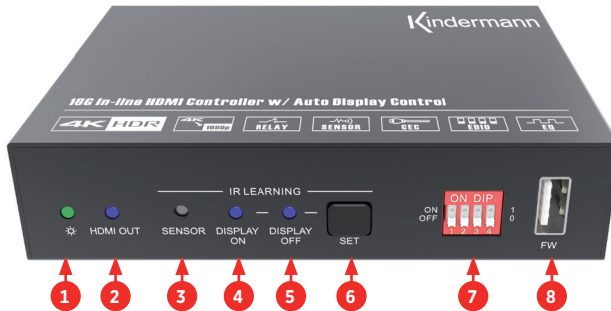 Kindermann
18G In-line HDMI Controller w/ Auto Display Control
4K HDR 4K 1080p RELAY SENSOR CEC EDID EQ
IR LEARNING
ON DIP
ON 1
OFF 0
1 2 3 4
HDMI OUT SENSOR DISPLAY ON DISPLAY OFF SET FW
1 2 3 4 5 6 7 8